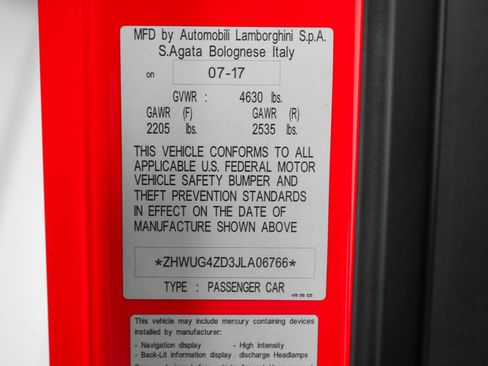 MFD by Automobili Lamborghini S.p.A.
S.Agata Bolognese Italy
on 07-17
GVWR : 4630 lbs.
GAWR (F) GAWR (R)
2205 lbs. 2535 lbs.
THIS VEHICLE CONFORMS TO ALL
APPLICABLE U.S. FEDERAL MOTOR
VEHICLE SAFETY BUMPER AND
THEFT PREVENTION STANDARDS
IN EFFECT ON THE DATE OF
MANUFACTURE SHOWN ABOVE
*ZHWUG4ZD3JLA06766*
TYPE : PASSENGER CAR
This vehicle may include mercury containing devices
installed by manufacturer:
- Navigation display - High intensity
- Back-Lit information display discharge Headlamps